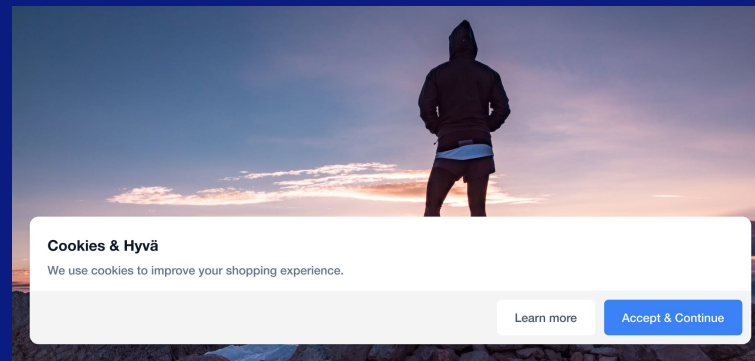 Cookies & Hyvä
We use cookies to improve your shopping experience.
Learn more
Accept & Continue